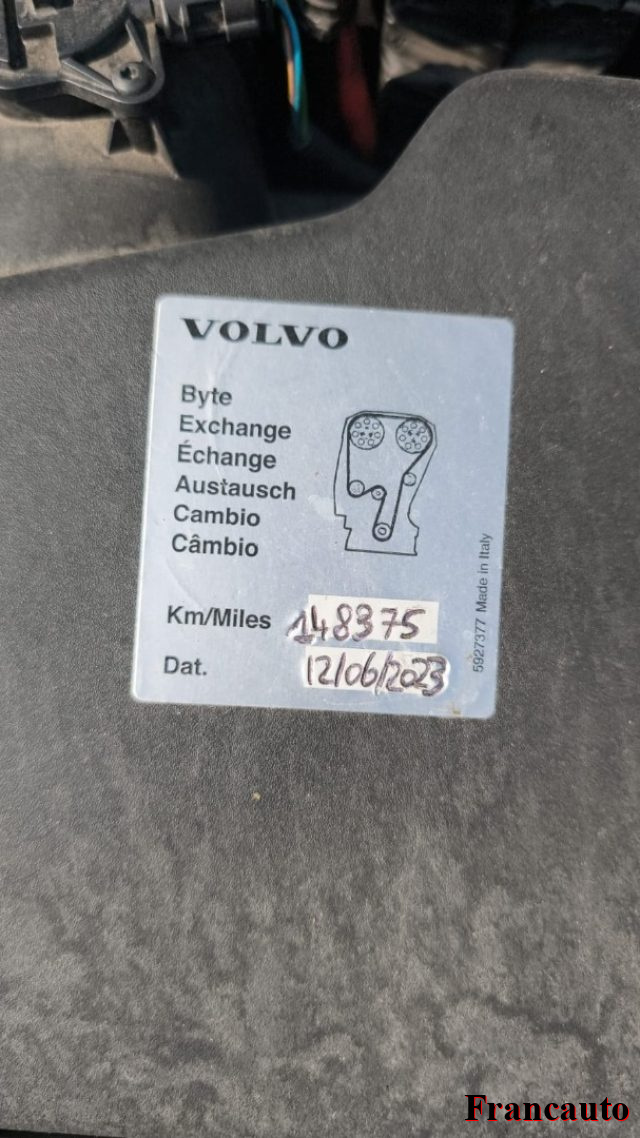 VOLVO
Byte
Exchange
Échange
Austausch
Cambio
Câmbio
Km/Miles 148375
Dat. 12/06/2023
5927377 Made in Italy
Francauto